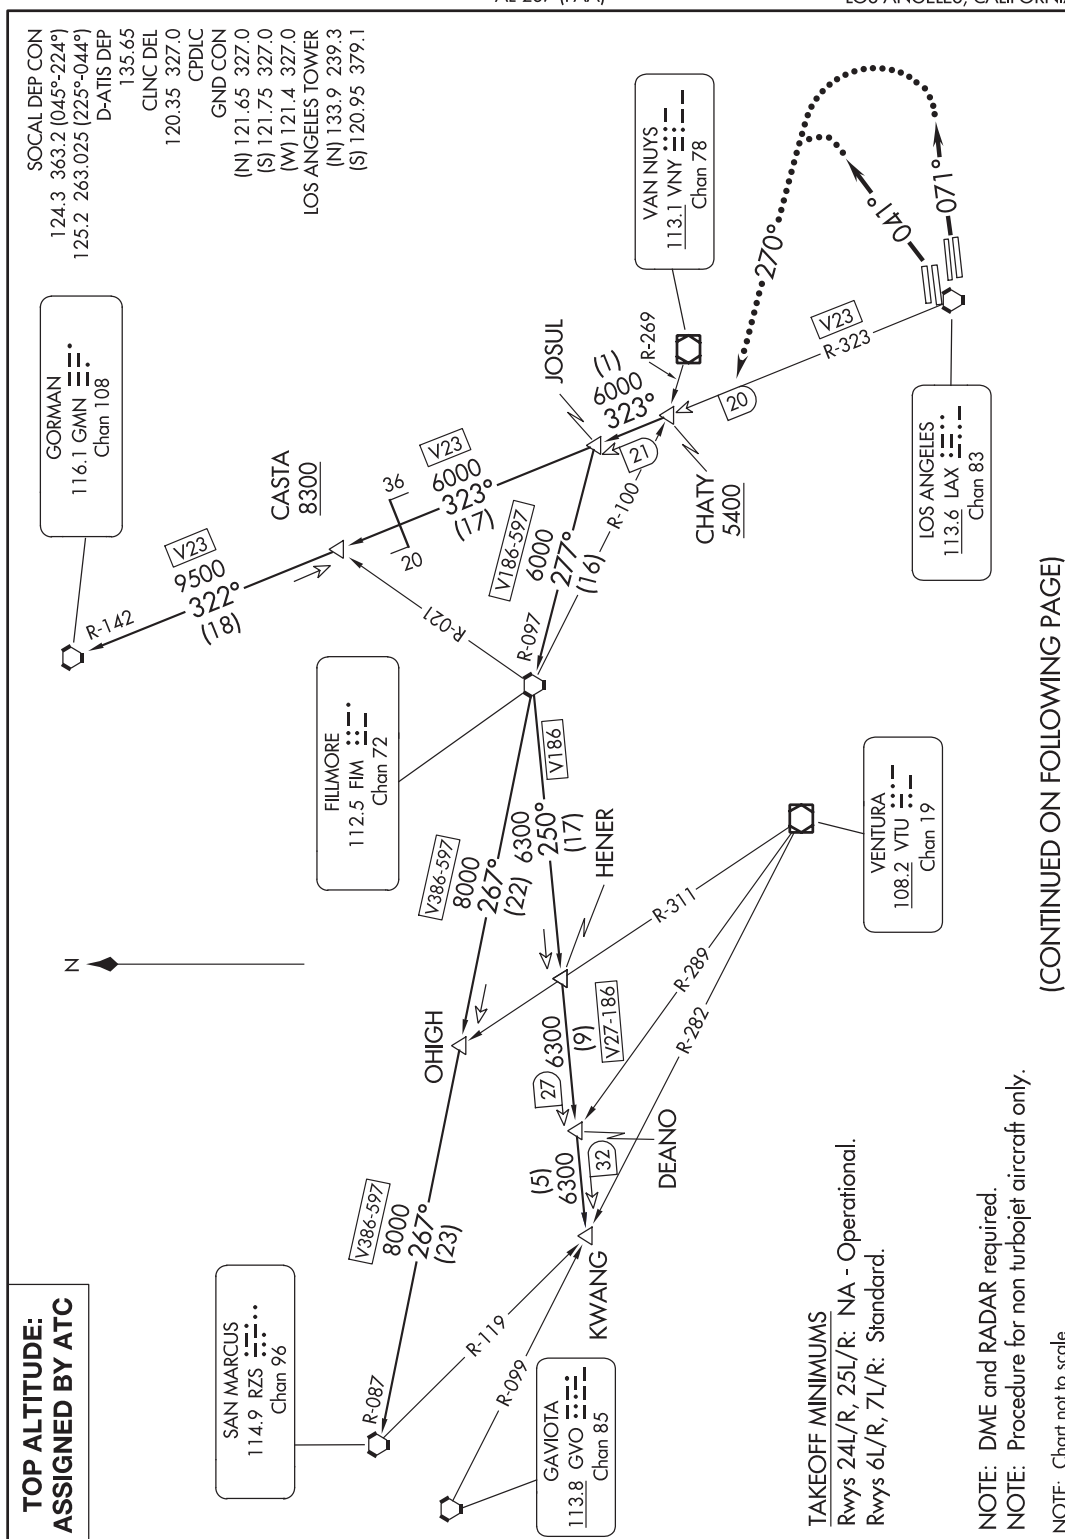 LOS ANGELES, CALIFORNIA
TOP ALTITUDE:
ASSIGNED BY ATC
SOCAL DEP CON
124.3 363.2 (045°-224°)
125.2 263.025 (225°-044°)
D-ATIS DEP
135.65
CLNC DEL
120.35 327.0
CPDLC
GND CON
(N) 121.65 327.0
(S) 121.75 327.0
(W) 121.4 327.0
LOS ANGELES TOWER
(N) 133.9 239.3
(S) 120.95 379.1
GORMAN
116.1 GMN
Chan 108
R-142
V23
9500
322°
(18)
CASTA
8300
36
20
V23
6000
323°
(17)
R-021
JOSUL
(1)
6000
323°
21
R-100
CHATY
5400
VAN NUYS
113.1 VNY
Chan 78
R-269
20
V23
R-323
270°
041°
071°
LOS ANGELES
113.6 LAX
Chan 83
V186-597
6000
277°
(16)
R-097
FILLMORE
112.5 FIM
Chan 72
V386-597
8000
267°
(22)
V186
6300
250°
(17)
HENER
N
OHIGH
R-311
R-289
R-282
VENTURA
108.2 VTU
Chan 19
6300
(9)
V27-186
27
DEANO
(5)
6300
32
KWANG
V386-597
8000
267°
(23)
R-087
SAN MARCUS
114.9 RZS
Chan 96
R-119
R-099
GAVIOTA
113.8 GVO
Chan 85
TAKEOFF MINIMUMS
Rwys 24L/R, 25L/R: NA - Operational.
Rwys 6L/R, 7L/R: Standard.
NOTE: DME and RADAR required.
NOTE: Procedure for non turbojet aircraft only.
NOTE: Chart not to scale
(CONTINUED ON FOLLOWING PAGE)